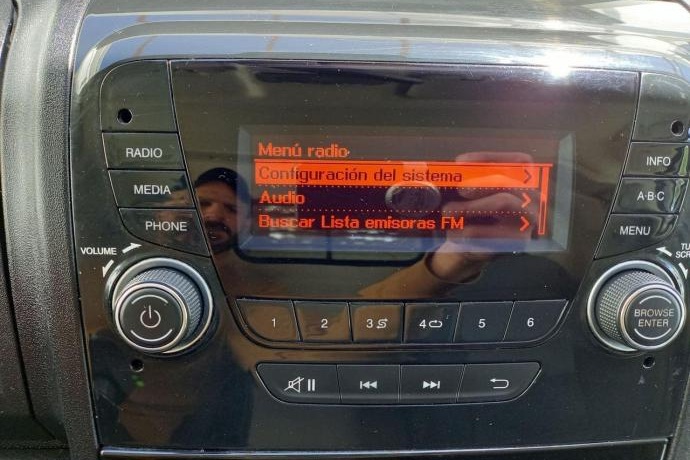 Menú radio
Configuración del sistema
Audio
Buscar Lista emisoras FM
RADIO
MEDIA
PHONE
VOLUME
INFO
A·B·C
MENU
BROWSE
ENTER
1 2 3 4 5 6